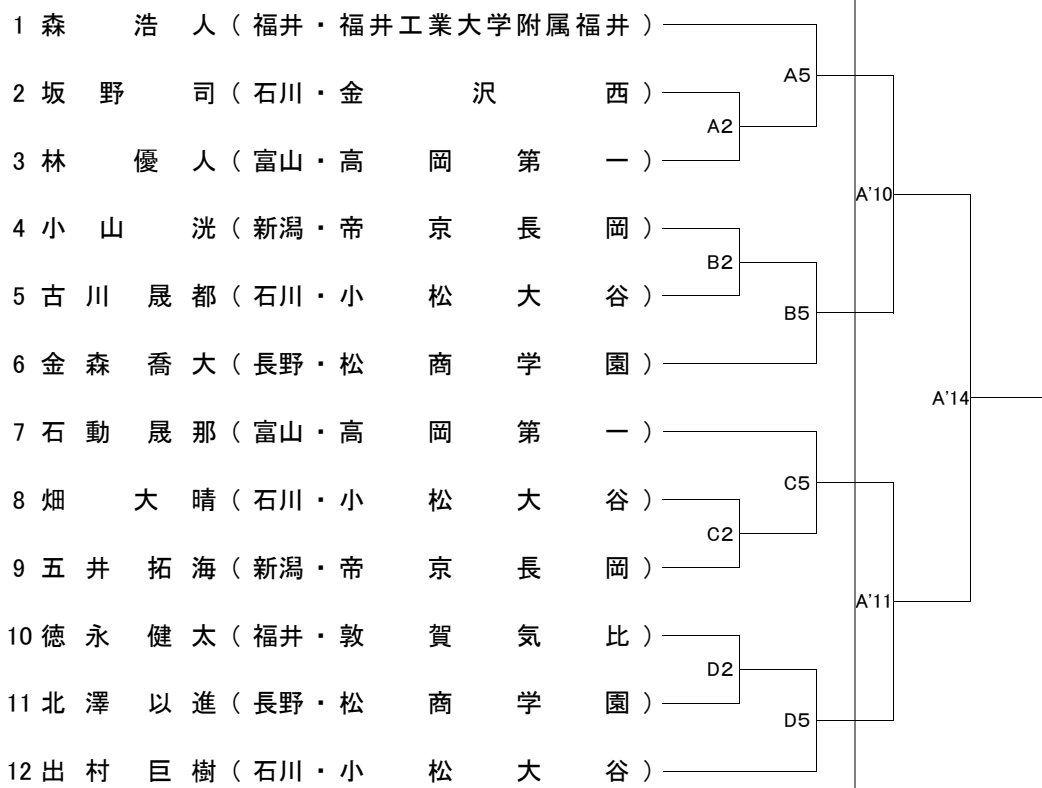 1 森 浩 人 ( 福井 ・ 福井工業大学附属福井 )
A5
2 坂 野 司 ( 石川 ・ 金 沢 西 )
A2
3 林 優 人 ( 富山 ・ 高 岡 第 一 )
A'10
4 小 山 洸 ( 新潟 ・ 帝 京 長 岡 )
B2
5 古 川 晟 都 ( 石川 ・ 小 松 大 谷 )
B5
6 金 森 喬 大 ( 長野 ・ 松 商 学 園 )
A'14
7 石 動 晟 那 ( 富山 ・ 高 岡 第 一 )
C5
8 畑 大 晴 ( 石川 ・ 小 松 大 谷 )
C2
9 五 井 拓 海 ( 新潟 ・ 帝 京 長 岡 )
A'11
10 徳 永 健 太 ( 福井 ・ 敦 賀 気 比 )
D2
11 北 澤 以 進 ( 長野 ・ 松 商 学 園 )
D5
12 出 村 巨 樹 ( 石川 ・ 小 松 大 谷 )